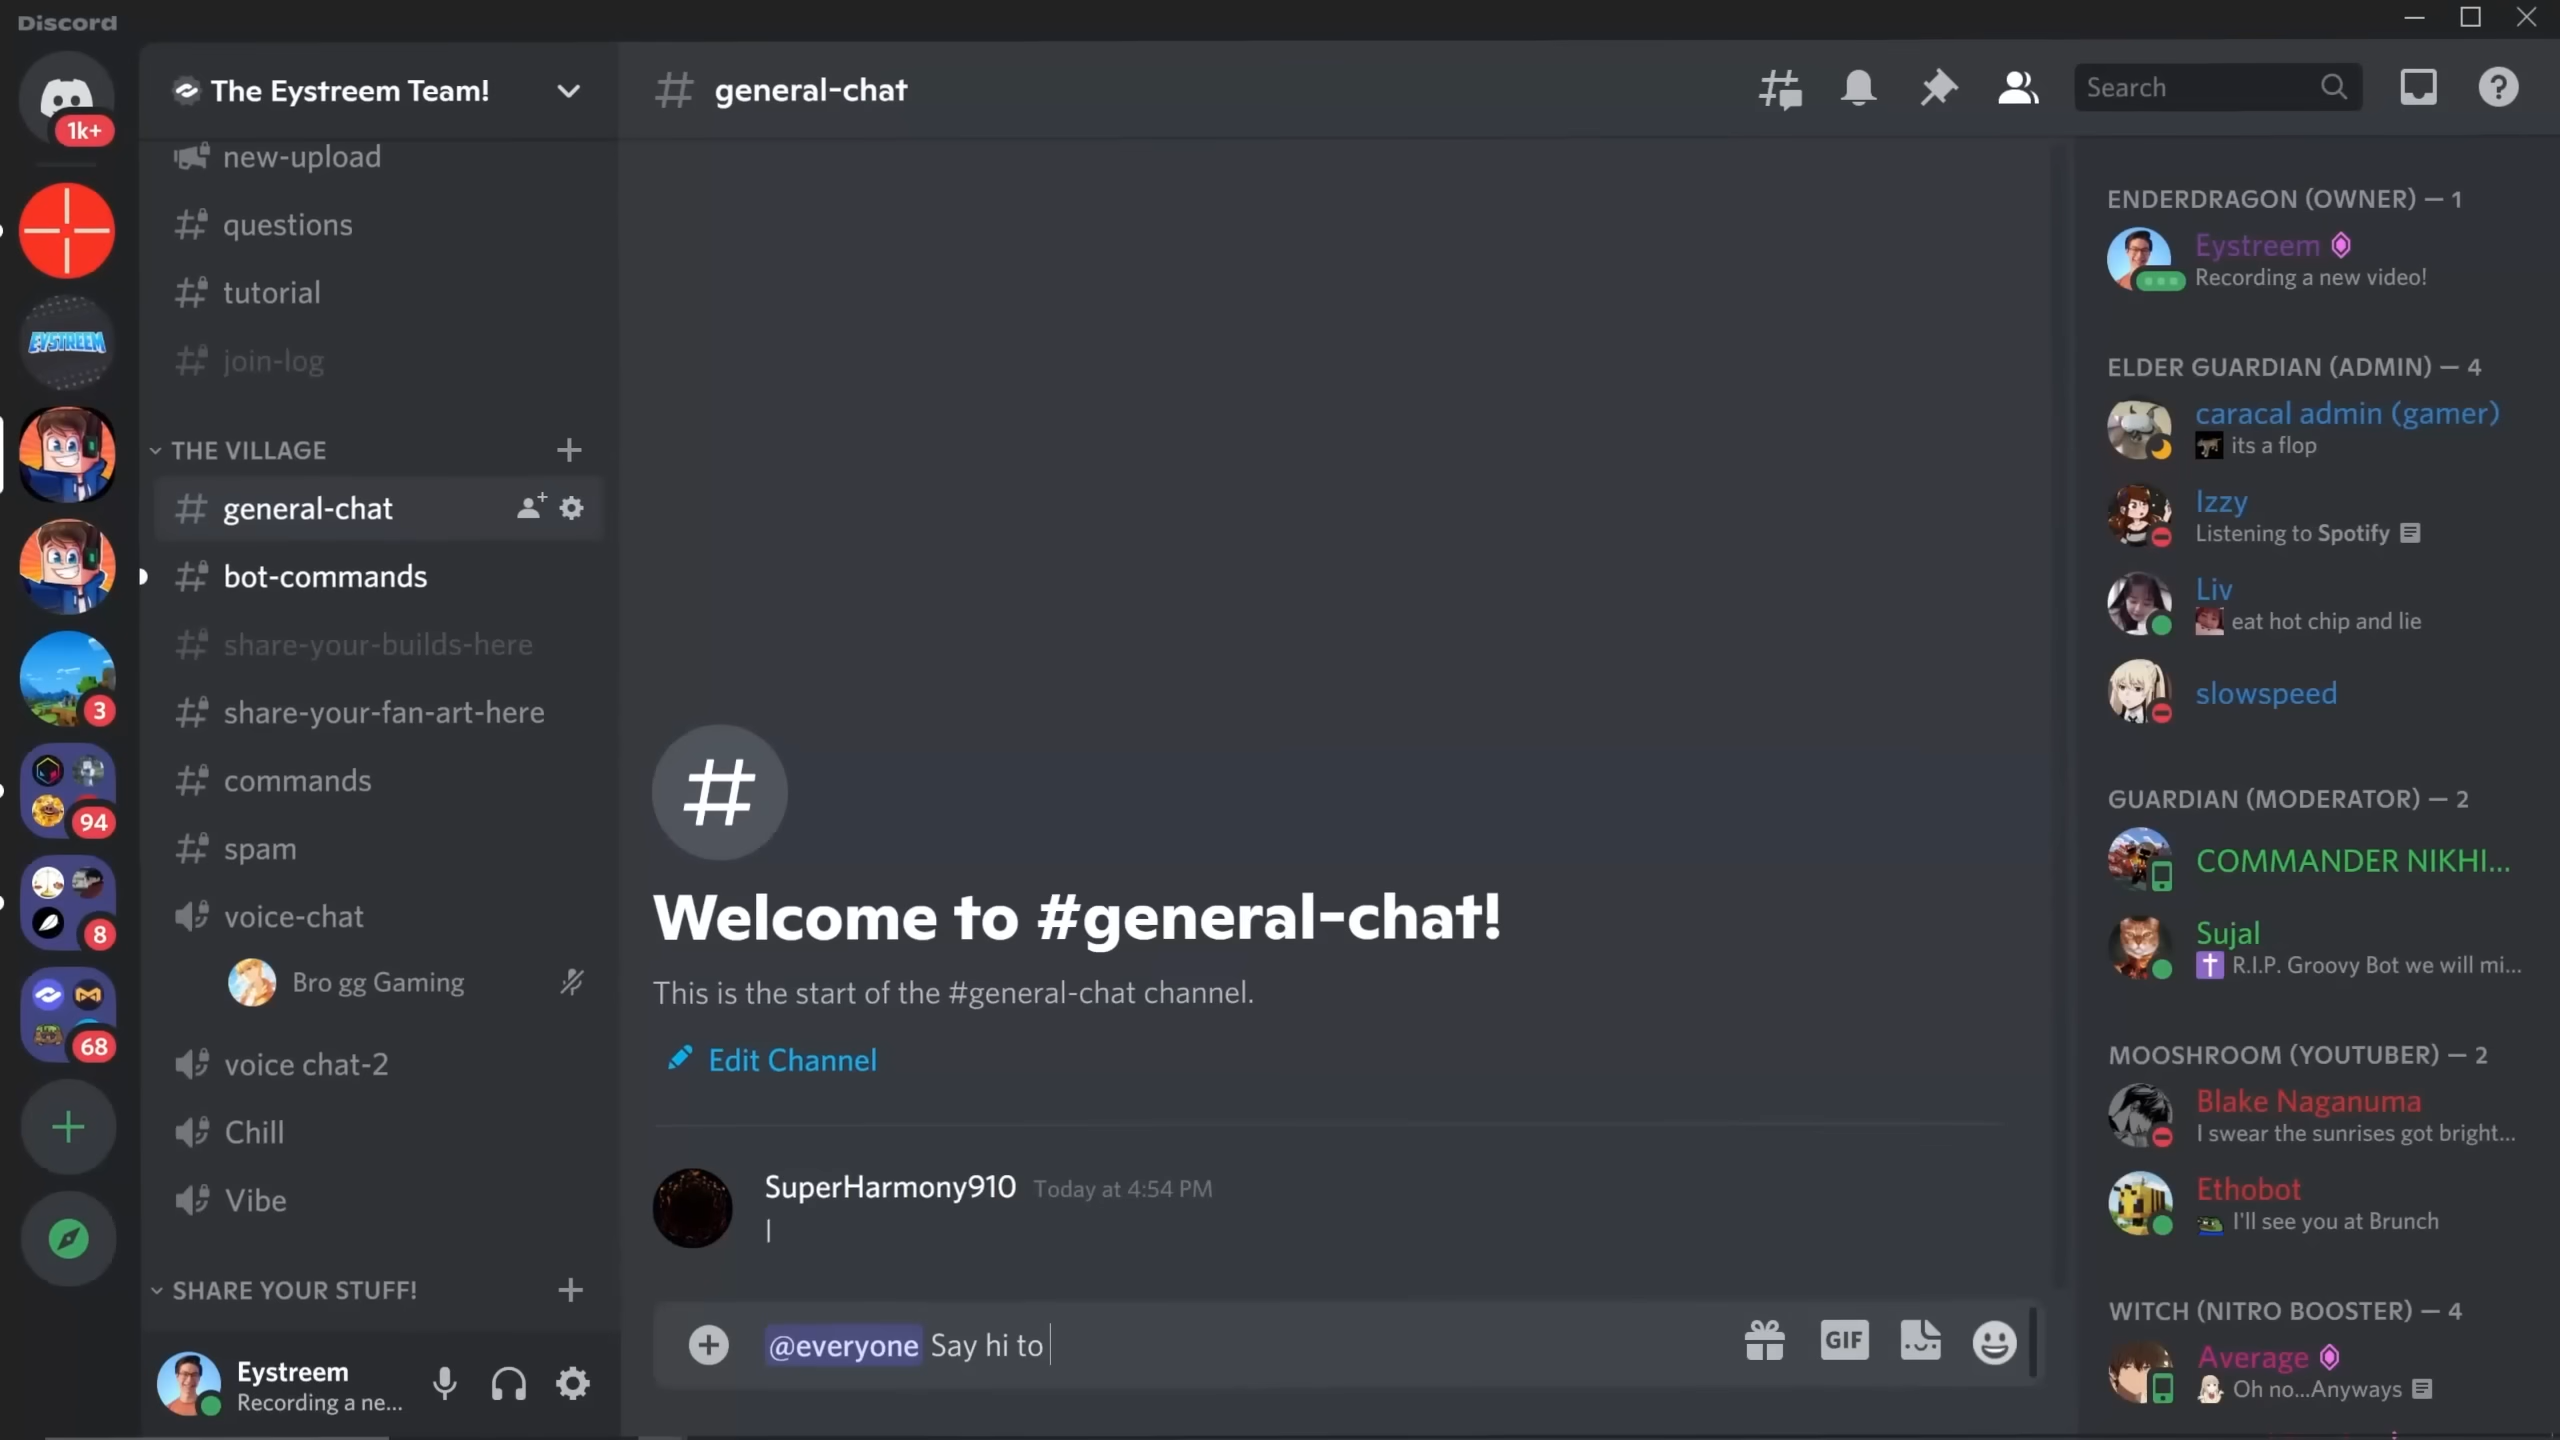 Discord
1k+
EYSTREEM
3
94
8
68
The Eystreem Team!
new-upload
questions
tutorial
join-log
THE VILLAGE
general-chat
bot-commands
share-your-builds-here
share-your-fan-art-here
commands
spam
voice-chat
Bro gg Gaming
voice chat-2
Chill
Vibe
SHARE YOUR STUFF!
Eystreem
Recording a ne...
general-chat
Search
Welcome to #general-chat!
This is the start of the #general-chat channel.
Edit Channel
SuperHarmony910 Today at 4:54 PM
|
@everyone Say hi to
GIF
ENDERDRAGON (OWNER) — 1
Eystreem
Recording a new video!
ELDER GUARDIAN (ADMIN) — 4
caracal admin (gamer)
its a flop
Izzy
Listening to Spotify
Liv
eat hot chip and lie
slowspeed
GUARDIAN (MODERATOR) — 2
COMMANDER NIKHI...
Sujal
R.I.P. Groovy Bot we will mi...
MOOSHROOM (YOUTUBER) — 2
Blake Naganuma
I swear the sunrises got bright...
Ethobot
I'll see you at Brunch
WITCH (NITRO BOOSTER) — 4
Average
Oh no...Anyways